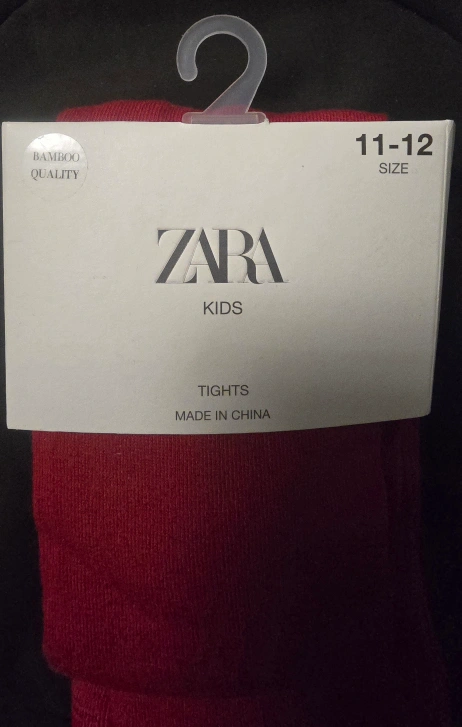 BAMBOO
QUALITY
11-12
SIZE
ZARA
KIDS
TIGHTS
MADE IN CHINA